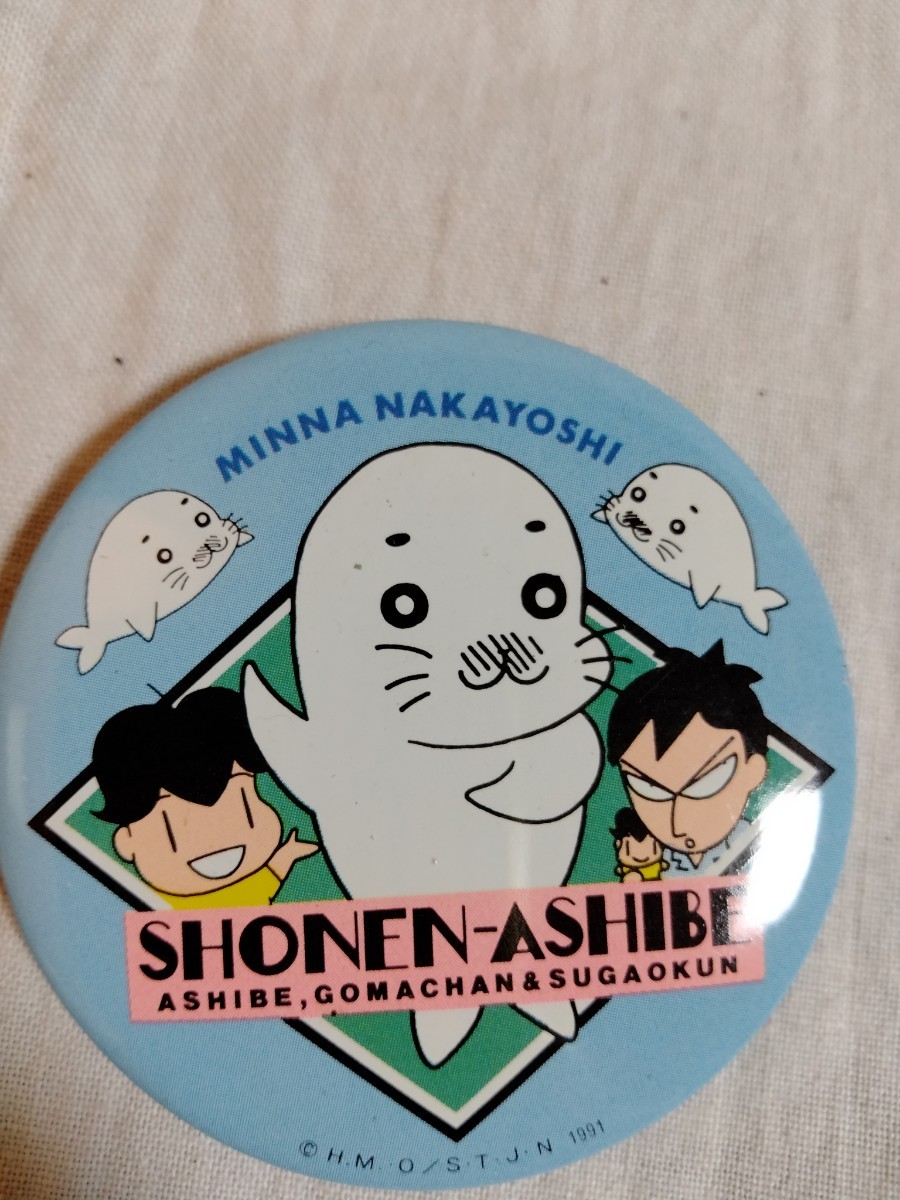 MINNA NAKAYOSHI
SHONEN-ASHIBE
ASHIBE, GOMACHAN & SUGAOKUN
© H.M.O/S.T.J.N 1991